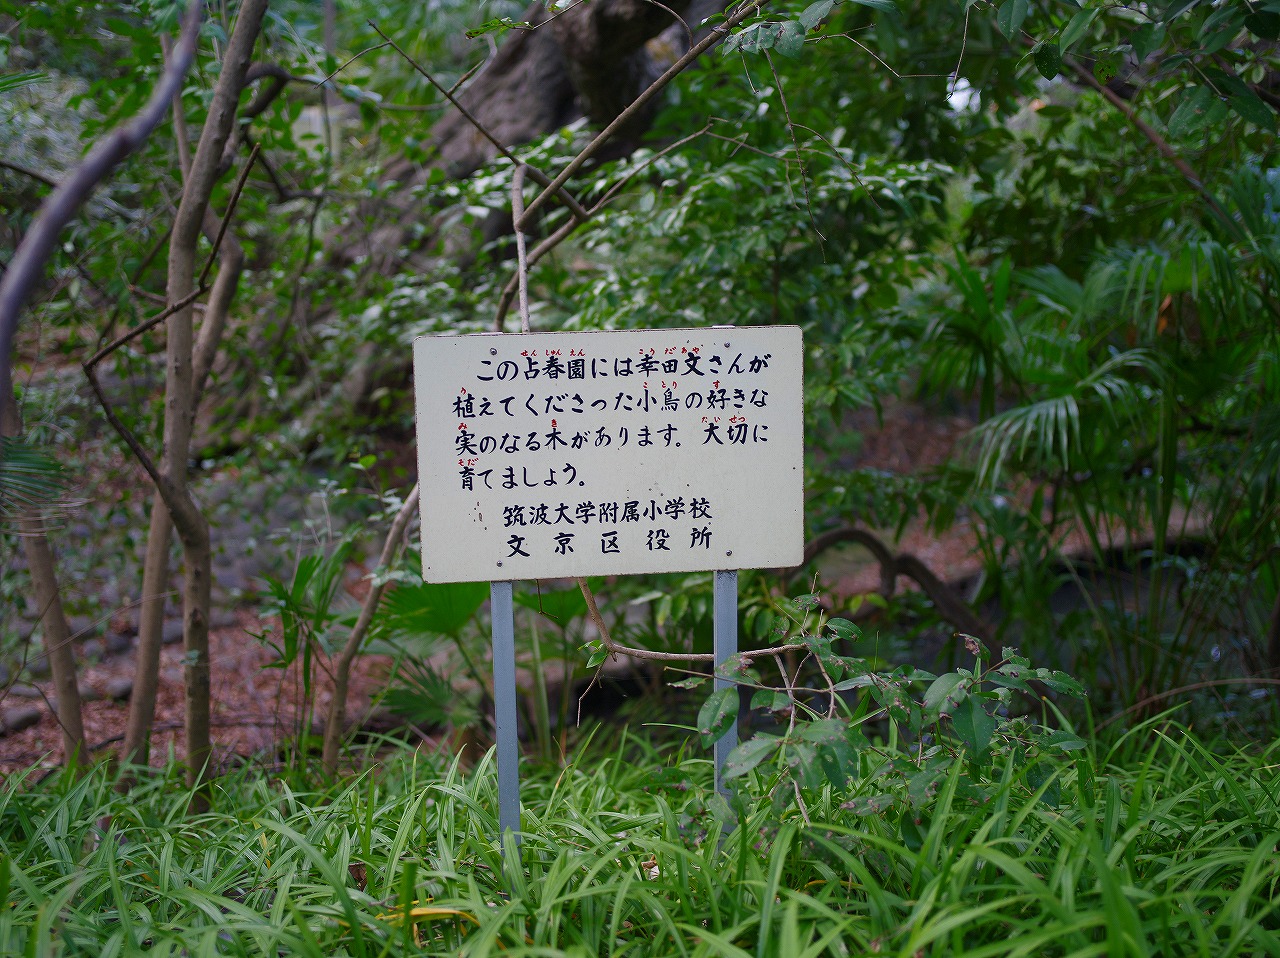 この占春園には幸田文さんが
植えてくださった小鳥の好きな
実のなる木があります。大切に
育てましょう。
筑波大学附属小学校
文京区役所